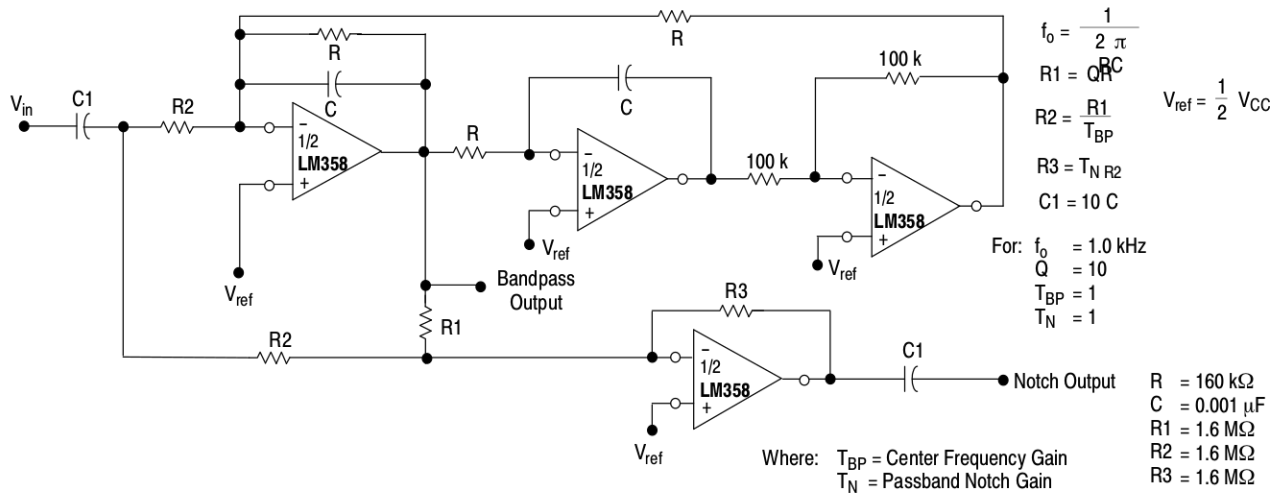 R
R
C
100 k
C
V_in
C1
R2
−
1/2
LM358
+
V_ref
R
−
1/2
LM358
+
V_ref
100 k
−
1/2
LM358
+
V_ref
Bandpass
Output
R1
R2
R3
−
1/2
LM358
+
V_ref
C1
Notch Output
f_o = 1 / 2 π RC
R1 = QR
R2 = R1 / T_BP
R3 = T_N R2
C1 = 10 C
V_ref = 1/2 V_CC
For: f_o = 1.0 kHz
Q = 10
T_BP = 1
T_N = 1
R = 160 kΩ
C = 0.001 μF
R1 = 1.6 MΩ
R2 = 1.6 MΩ
R3 = 1.6 MΩ
Where: T_BP = Center Frequency Gain
T_N = Passband Notch Gain